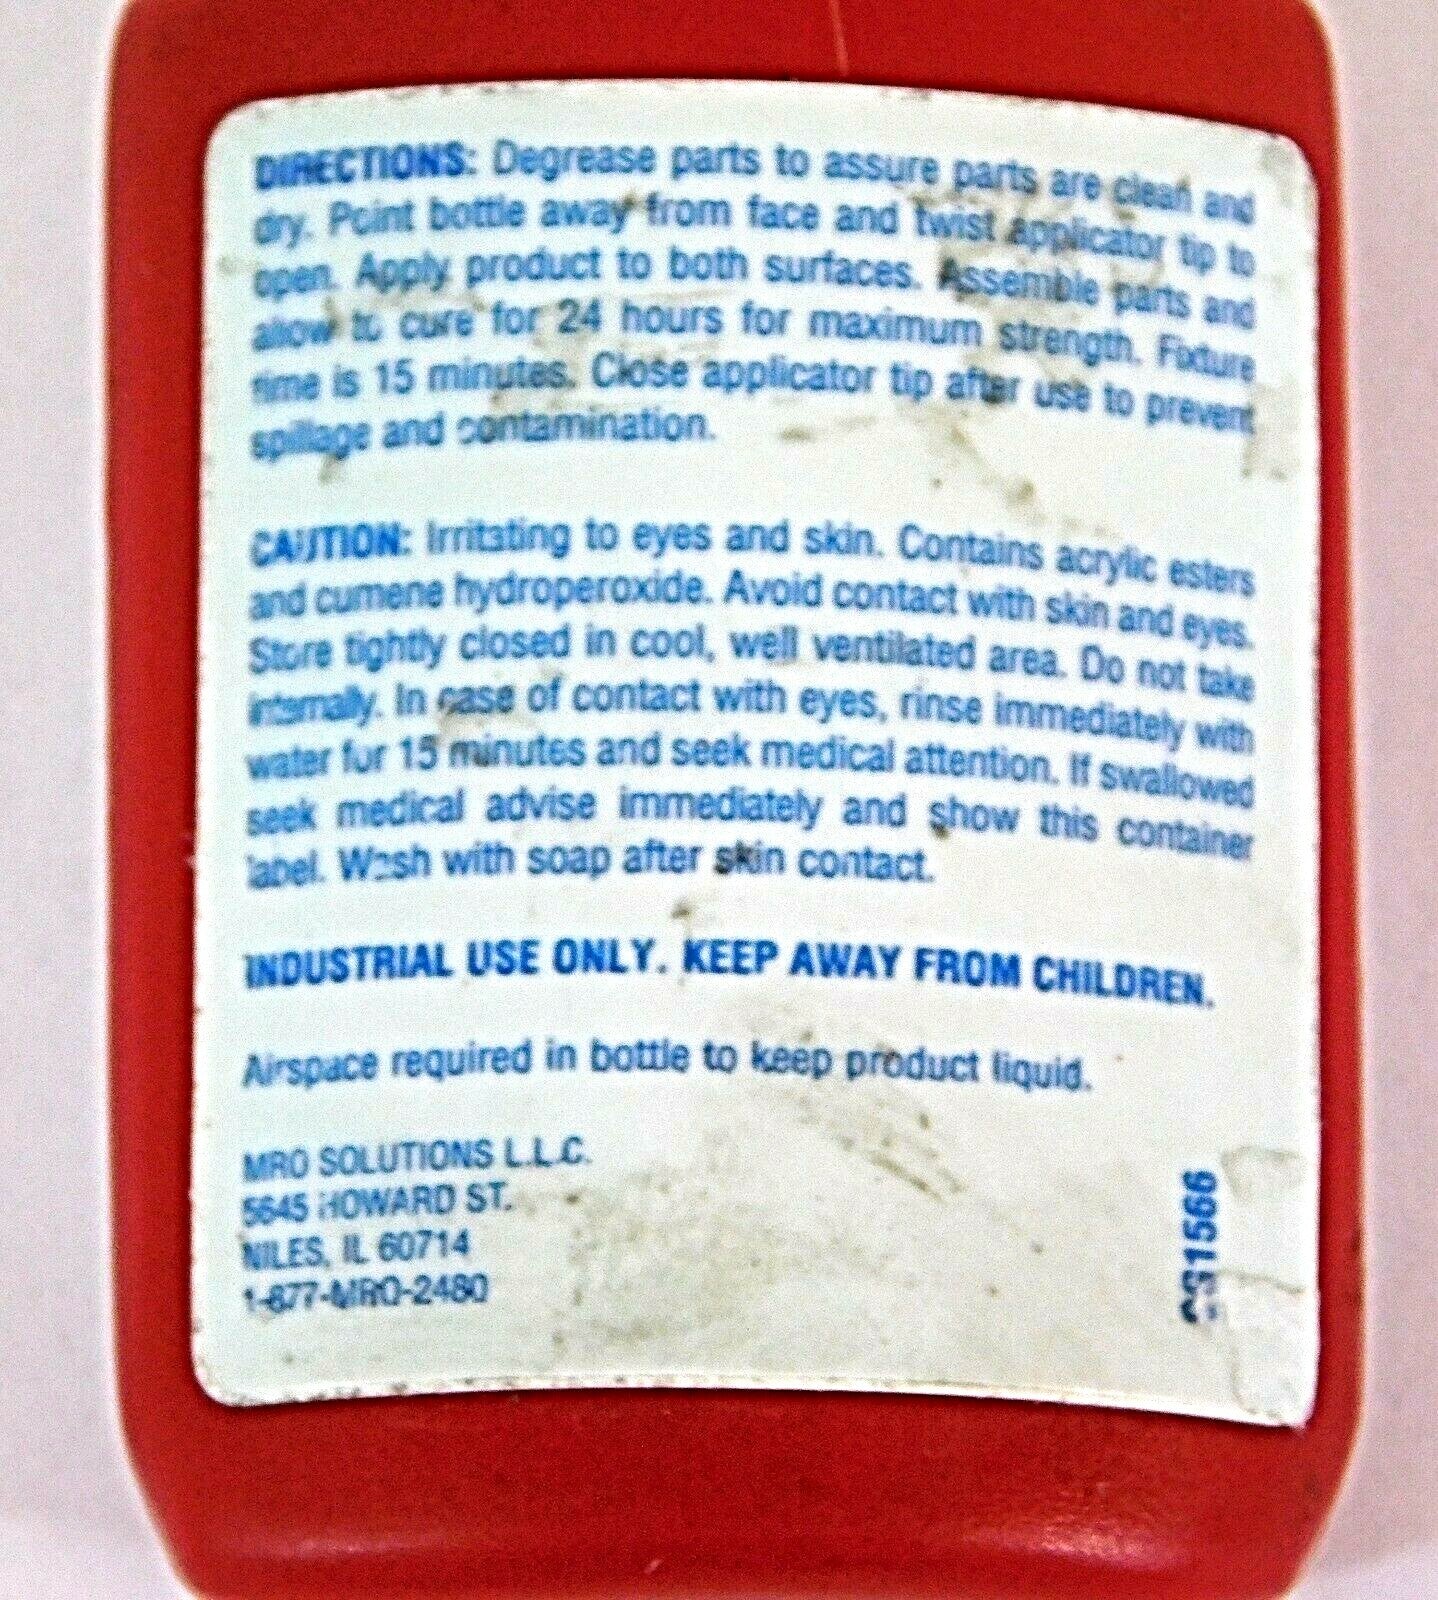 DIRECTIONS: Degrease parts to assure parts are clean and
dry. Point bottle away from face and twist applicator tip to
open. Apply product to both surfaces. Assemble parts and
allow to cure for 24 hours for maximum strength. Fixture
time is 15 minutes. Close applicator tip after use to prevent
spillage and contamination.
CAUTION: Irritating to eyes and skin. Contains acrylic esters
and cumene hydroperoxide. Avoid contact with skin and eyes.
Store tightly closed in cool, well ventilated area. Do not take
internally. In case of contact with eyes, rinse immediately with
water for 15 minutes and seek medical attention. If swallowed
seek medical advise immediately and show this container
label. Wash with soap after skin contact.
INDUSTRIAL USE ONLY. KEEP AWAY FROM CHILDREN.
Airspace required in bottle to keep product liquid.
MRO SOLUTIONS L.L.C.
5645 HOWARD ST.
NILES, IL 60714
1-877-MRO-2480